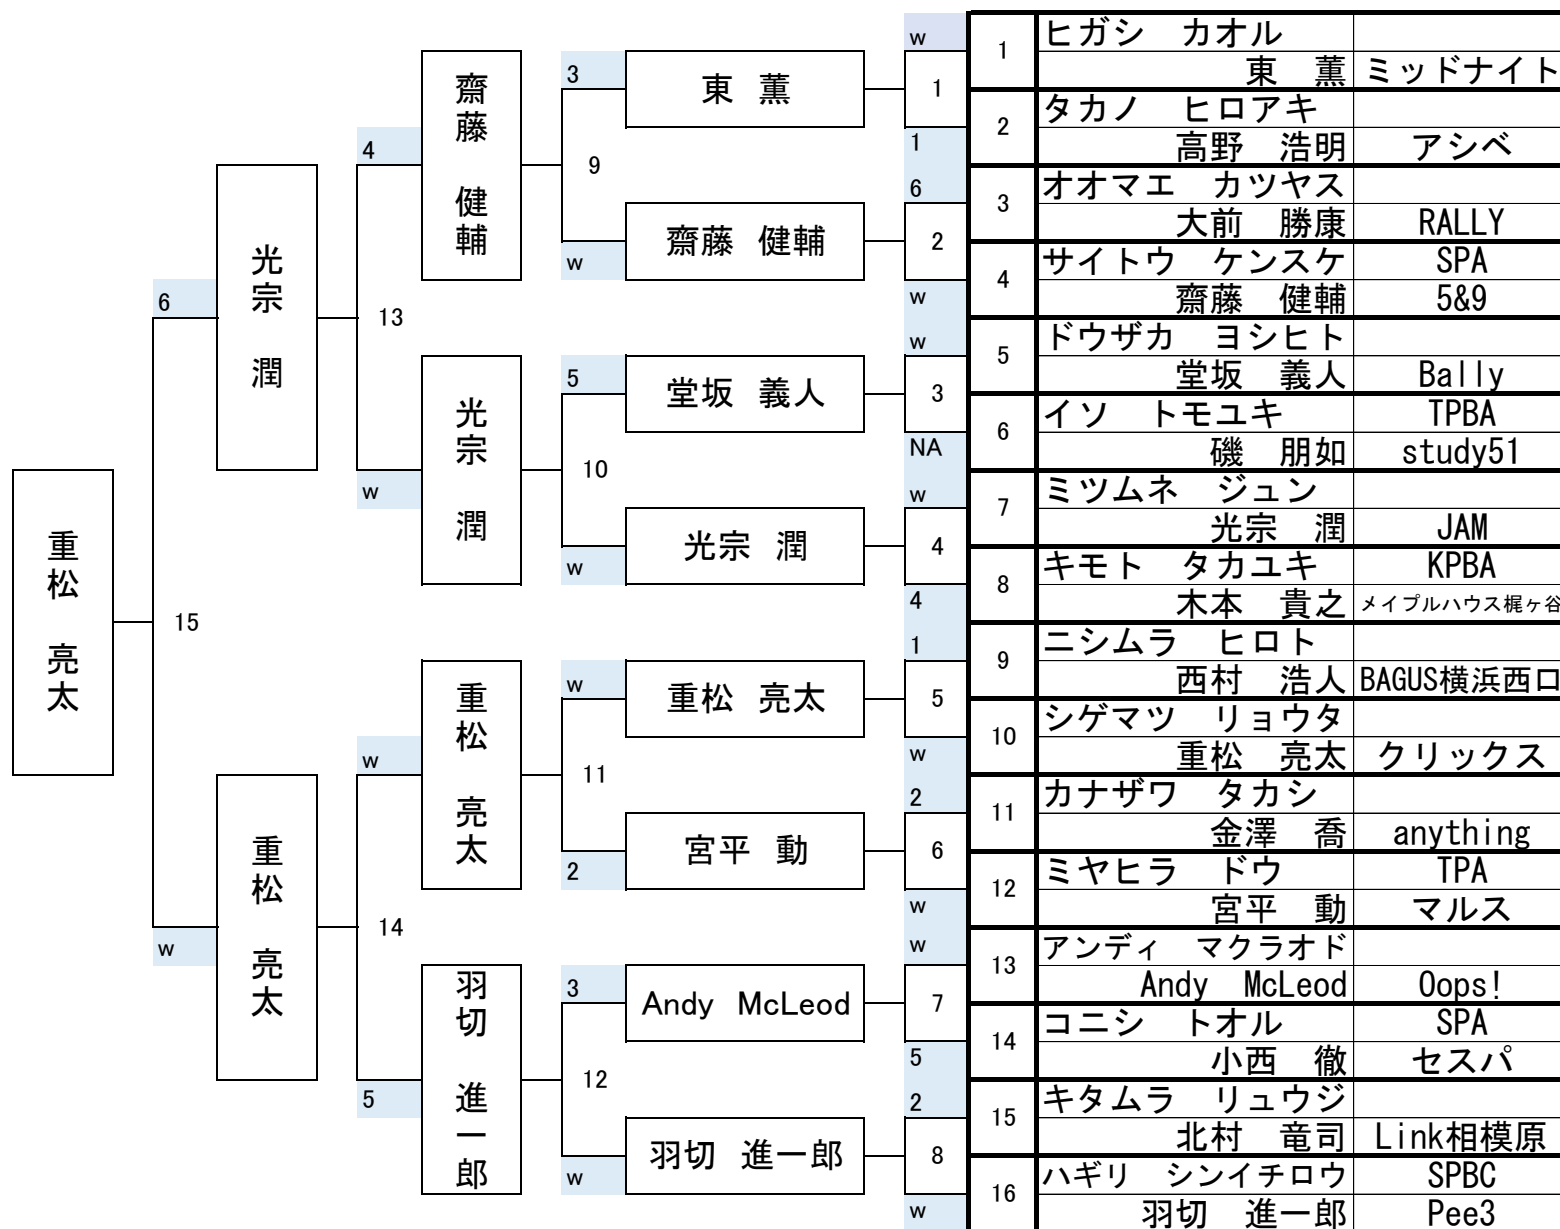 重松 亮太
15
6
w
光宗 潤
重松 亮太
4
w
13
w
5
14
齋藤 健輔
光宗 潤
重松 亮太
羽切 進一郎
3
東 薫
9
w
齋藤 健輔
5
堂坂 義人
10
w
光宗 潤
w
重松 亮太
11
2
宮平 動
3
Andy McLeod
12
w
羽切 進一郎
w
1
1
6
2
w
w
3
NA
w
4
4
1
5
w
2
6
w
w
7
5
2
8
w
1
ヒガシ カオル
東 薫 ミッドナイト
2
タカノ ヒロアキ
高野 浩明 アシベ
3
オオマエ カツヤス
大前 勝康 RALLY
4
サイトウ ケンスケ SPA
齋藤 健輔 5&9
5
ドウザカ ヨシヒト
堂坂 義人 Bally
6
イソ トモユキ TPBA
磯 朋如 study51
7
ミツムネ ジュン
光宗 潤 JAM
8
キモト タカユキ KPBA
木本 貴之 メイプルハウス梶ヶ谷
9
ニシムラ ヒロト
西村 浩人 BAGUS横浜西口
10
シゲマツ リョウタ
重松 亮太 クリックス
11
カナザワ タカシ
金澤 喬 anything
12
ミヤヒラ ドウ TPA
宮平 動 マルス
13
アンディ マクラオド
Andy McLeod Oops!
14
コニシ トオル SPA
小西 徹 セスパ
15
キタムラ リュウジ
北村 竜司 Link相模原
16
ハギリ シンイチロウ SPBC
羽切 進一郎 Pee3